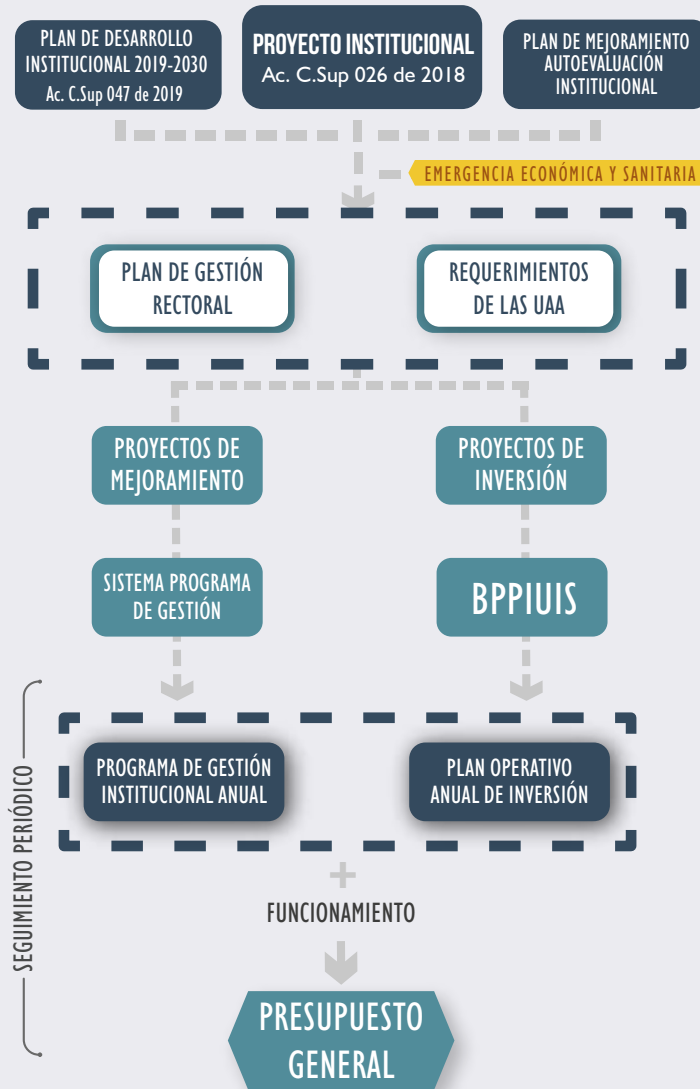 PLAN DE DESARROLLO
INSTITUCIONAL 2019-2030
Ac. C.Sup 047 de 2019
PROYECTO INSTITUCIONAL
Ac. C.Sup 026 de 2018
PLAN DE MEJORAMIENTO
AUTOEVALUACIÓN
INSTITUCIONAL
EMERGENCIA ECONÓMICA Y SANITARIA
PLAN DE GESTIÓN
RECTORAL
REQUERIMIENTOS
DE LAS UAA
PROYECTOS DE
MEJORAMIENTO
PROYECTOS DE
INVERSIÓN
SISTEMA PROGRAMA
DE GESTIÓN
BPPIUIS
SEGUIMIENTO PERIÓDICO
PROGRAMA DE GESTIÓN
INSTITUCIONAL ANUAL
PLAN OPERATIVO
ANUAL DE INVERSIÓN
+
FUNCIONAMIENTO
PRESUPUESTO
GENERAL